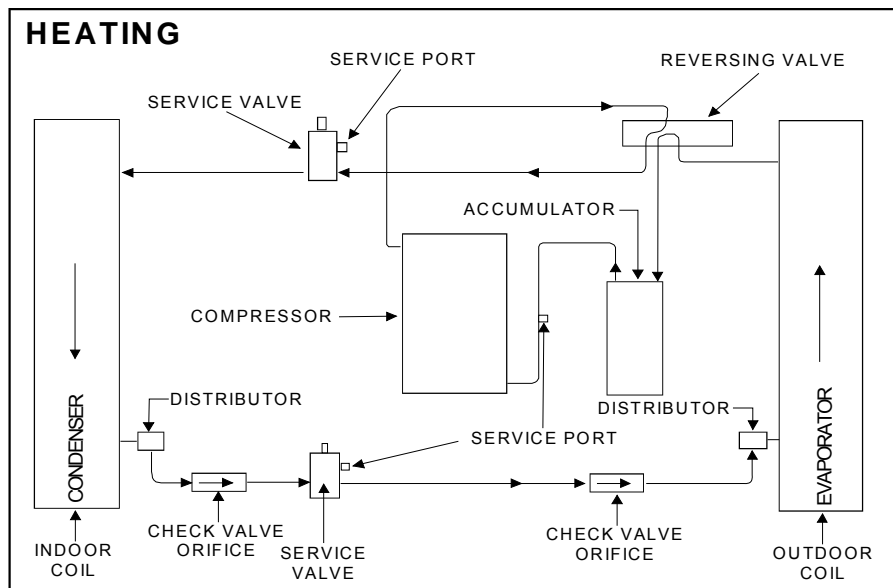 HEATING
SERVICE PORT
REVERSING VALVE
SERVICE VALVE
ACCUMULATOR
COMPRESSOR
CONDENSER
EVAPORATOR
DISTRIBUTOR
DISTRIBUTOR
SERVICE PORT
INDOOR
COIL
CHECK VALVE
ORIFICE
SERVICE
VALVE
CHECK VALVE
ORIFICE
OUTDOOR
COIL